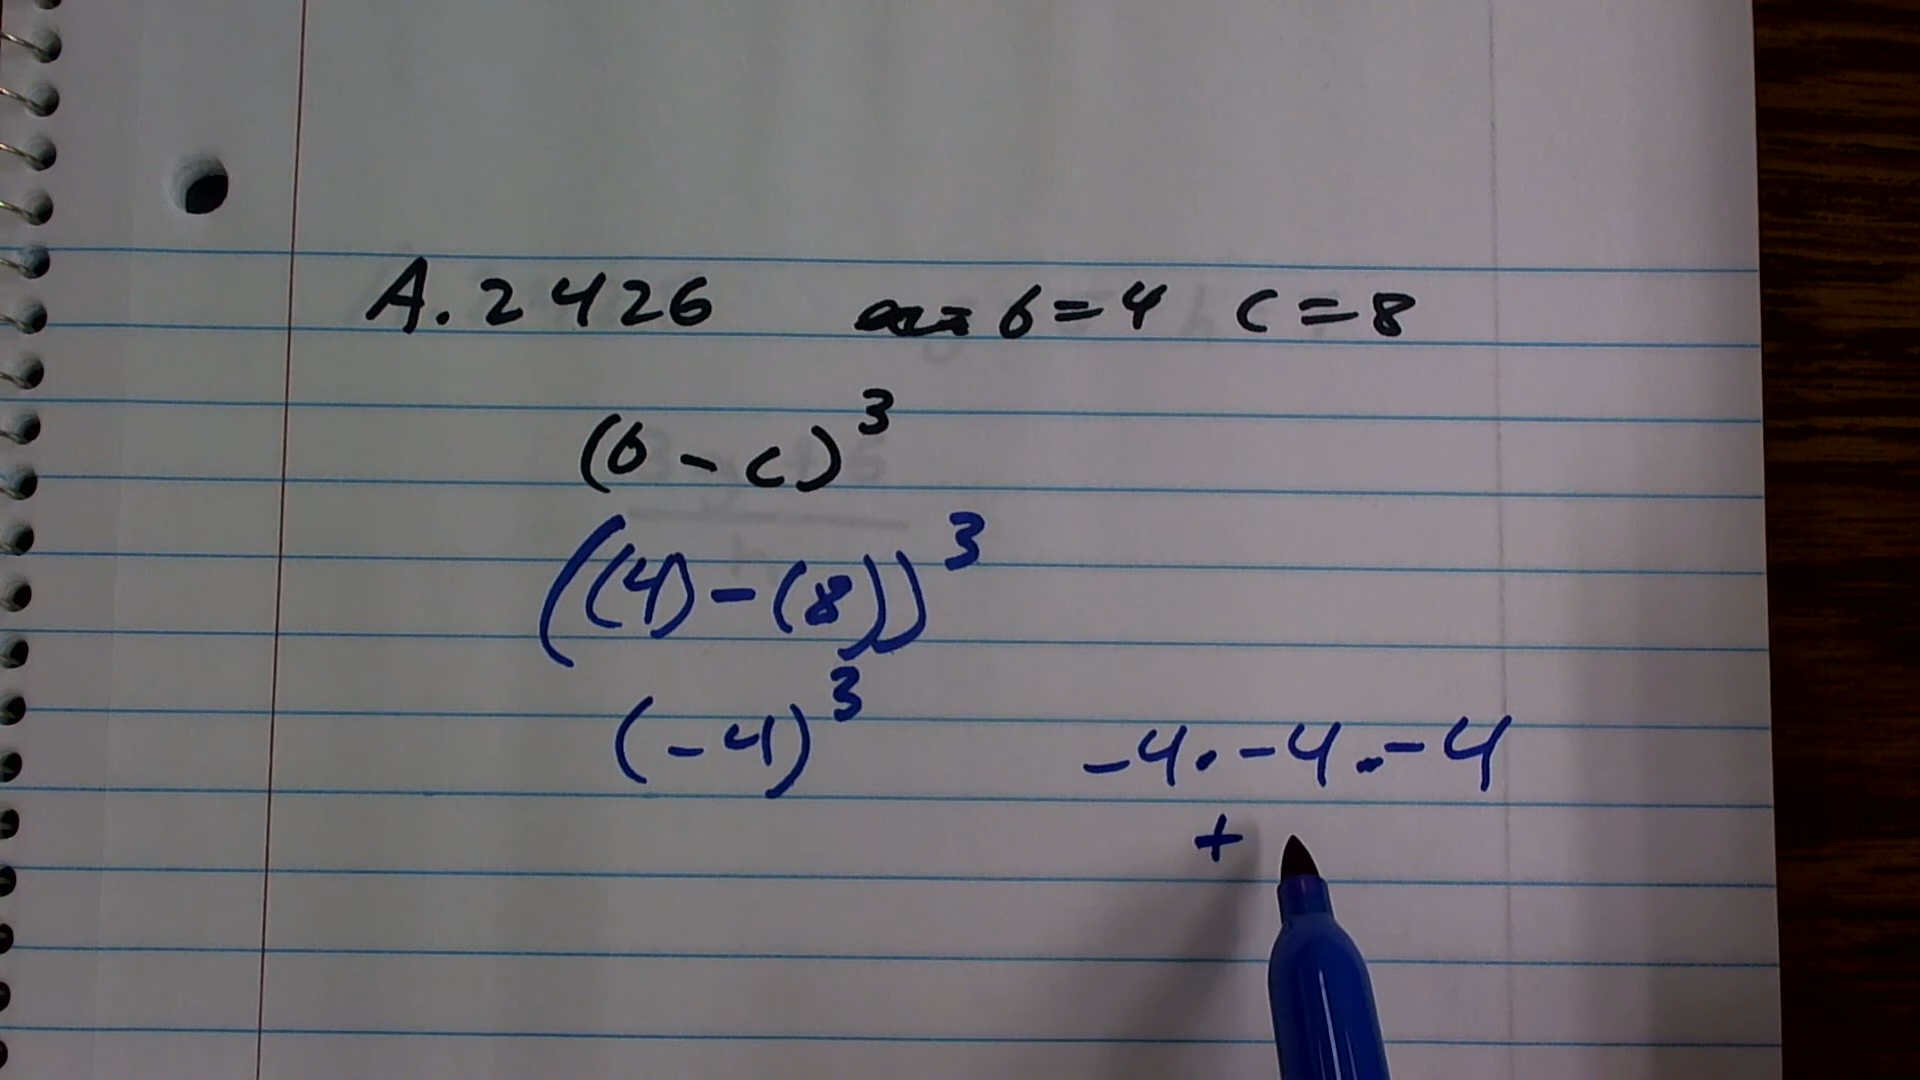 A.2426 b=4 c=8
(b-c)³
((4)-(8))³
(-4)³ -4·-4·-4
+